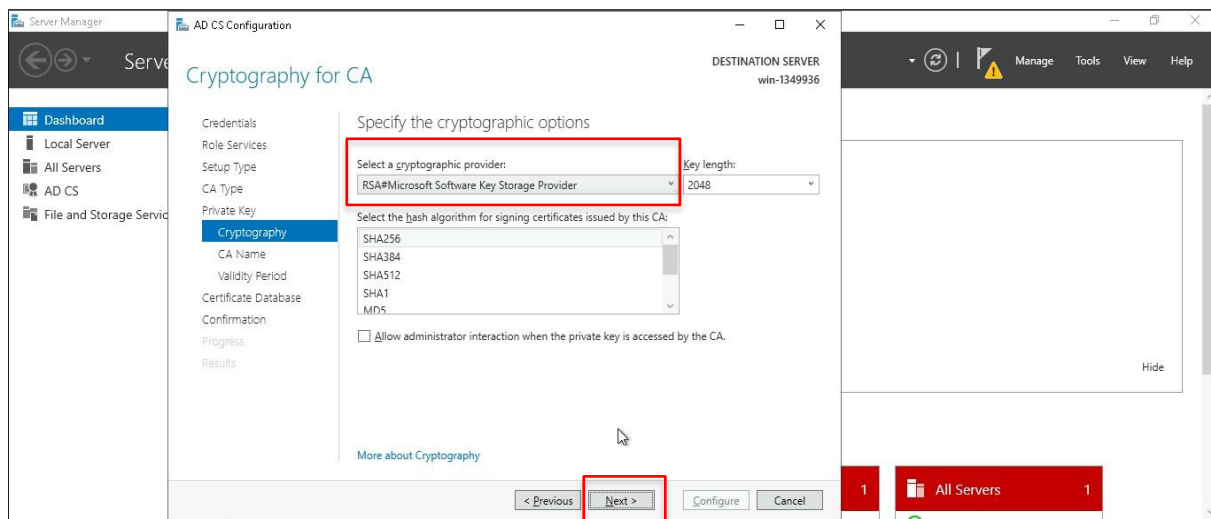 Server Manager
AD CS Configuration
Serve
Manage
Tools
View
Help
Cryptography for CA
DESTINATION SERVER
win-1349936
Dashboard
Local Server
All Servers
AD CS
File and Storage Servic
Credentials
Role Services
Setup Type
CA Type
Private Key
Cryptography
CA Name
Validity Period
Certificate Database
Confirmation
Progress
Results
Specify the cryptographic options
Select a cryptographic provider:
Key length:
RSA#Microsoft Software Key Storage Provider
2048
Select the hash algorithm for signing certificates issued by this CA:
SHA256
SHA384
SHA512
SHA1
MD5
Allow administrator interaction when the private key is accessed by the CA.
More about Cryptography
< Previous
Next >
Configure
Cancel
Hide
1
All Servers
1